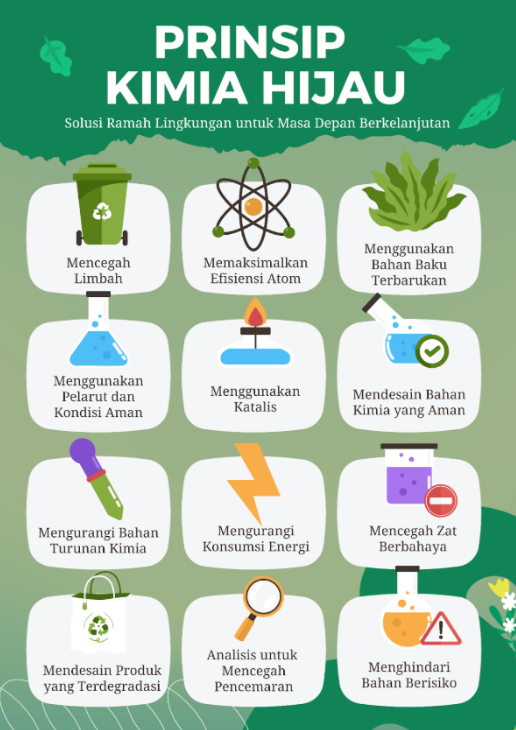 PRINSIP
KIMIA HIJAU
Solusi Ramah Lingkungan untuk Masa Depan Berkelanjutan
Mencegah
Limbah
Memaksimalkan
Efisiensi Atom
Menggunakan
Bahan Baku
Terbarukan
Menggunakan
Pelarut dan
Kondisi Aman
Menggunakan
Katalis
Mendesain Bahan
Kimia yang Aman
Mengurangi Bahan
Turunan Kimia
Mengurangi
Konsumsi Energi
Mencegah Zat
Berbahaya
Mendesain Produk
yang Terdegradasi
Analisis untuk
Mencegah
Pencemaran
Menghindari
Bahan Berisiko